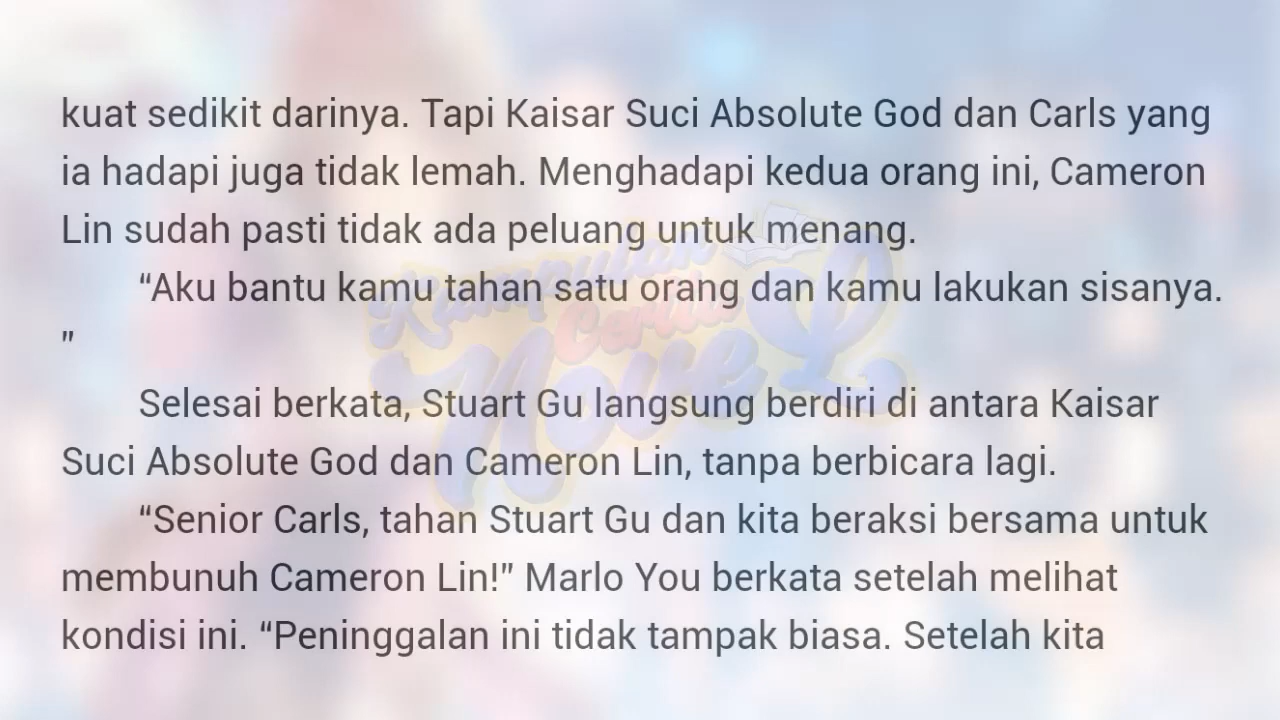 kuat sedikit darinya. Tapi Kaisar Suci Absolute God dan Carls yang
ia hadapi juga tidak lemah. Menghadapi kedua orang ini, Cameron
Lin sudah pasti tidak ada peluang untuk menang.
“Aku bantu kamu tahan satu orang dan kamu lakukan sisanya.
”
Selesai berkata, Stuart Gu langsung berdiri di antara Kaisar
Suci Absolute God dan Cameron Lin, tanpa berbicara lagi.
“Senior Carls, tahan Stuart Gu dan kita beraksi bersama untuk
membunuh Cameron Lin!” Marlo You berkata setelah melihat
kondisi ini. “Peninggalan ini tidak tampak biasa. Setelah kita
Kumpulan
Cerita
Novel